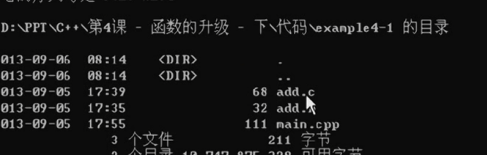 D:\PPT\C++\第4课 - 函数的升级 - 下\代码\example4-1 的目录
013-09-06 08:14 <DIR> .
013-09-06 08:14 <DIR> ..
013-09-05 17:39 68 add.c
013-09-05 17:35 32 add.
013-09-05 17:55 111 main.cpp
3 个文件 211 字节